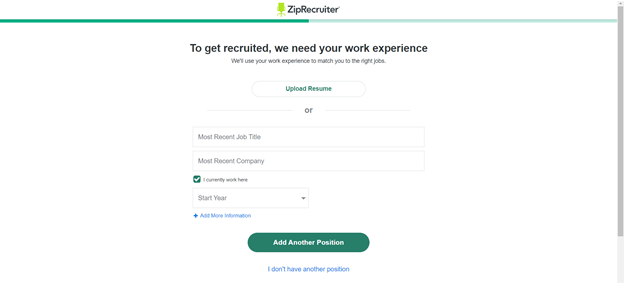 ZipRecruiter
To get recruited, we need your work experience
We'll use your work experience to match you to the right jobs.
Upload Resume
or
Most Recent Job Title
Most Recent Company
I currently work here
Start Year
+ Add More Information
Add Another Position
I don't have another position